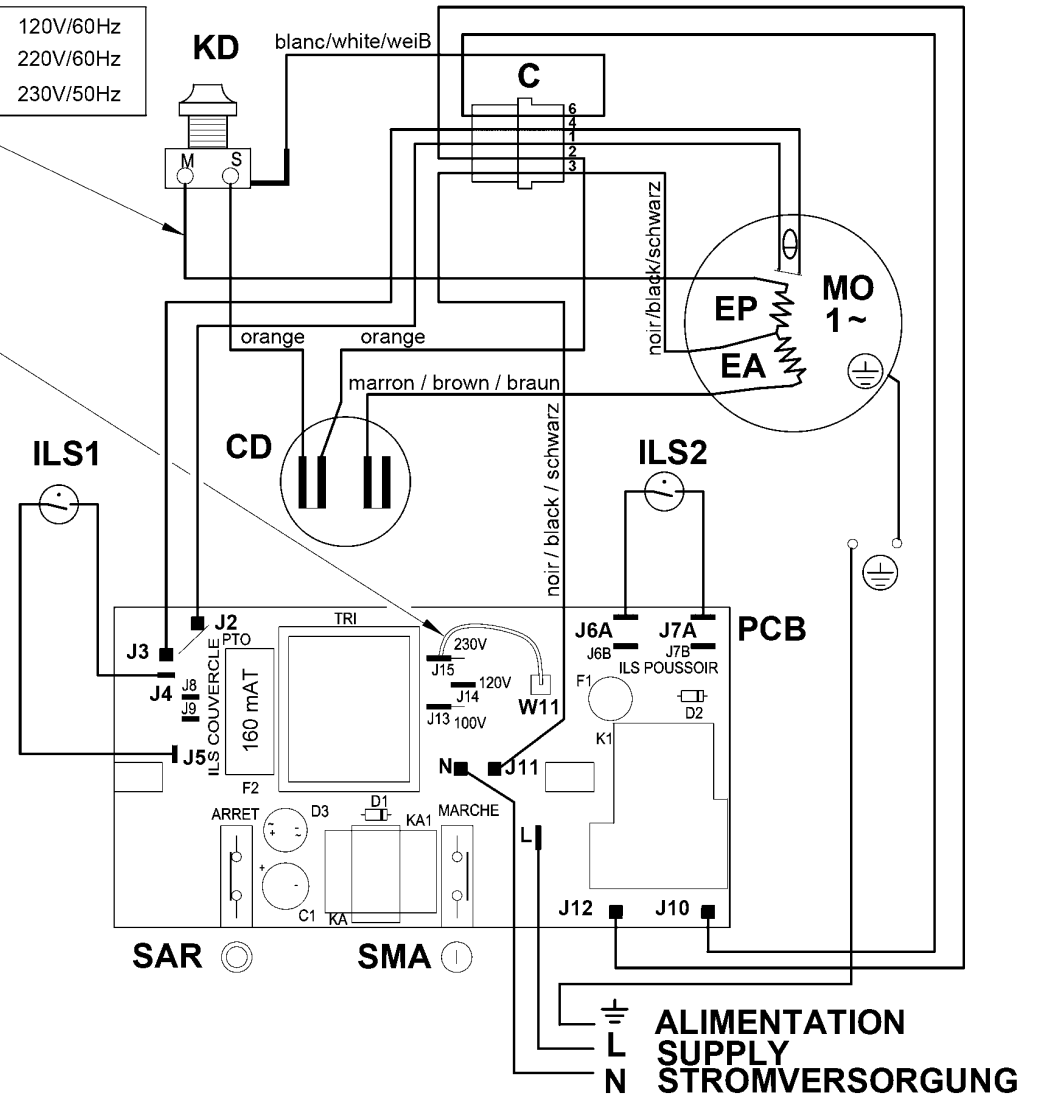 120V/60Hz
220V/60Hz
230V/50Hz
KD
blanc/white/weiB
C
6
4
1
2
3
M S
noir/black/schwarz
MO
1~
EP
EA
orange orange
marron / brown / braun
CD
noir / black / schwarz
ILS1
ILS2
J2
J3
PTO
TRI
J6A J7A
PCB
J6B J7B
ILS POUSSOIR
J4
J8
J9
ILS COUVERCLE
160 mAT
230V
J15
120V
J14
J13 100V
W11
F1
D2
K1
J5
N J11
F2
ARRET
D3
D1
KA1
MARCHE
L
C1
KA
J12 J10
SAR
SMA
ALIMENTATION
L SUPPLY
N STROMVERSORGUNG